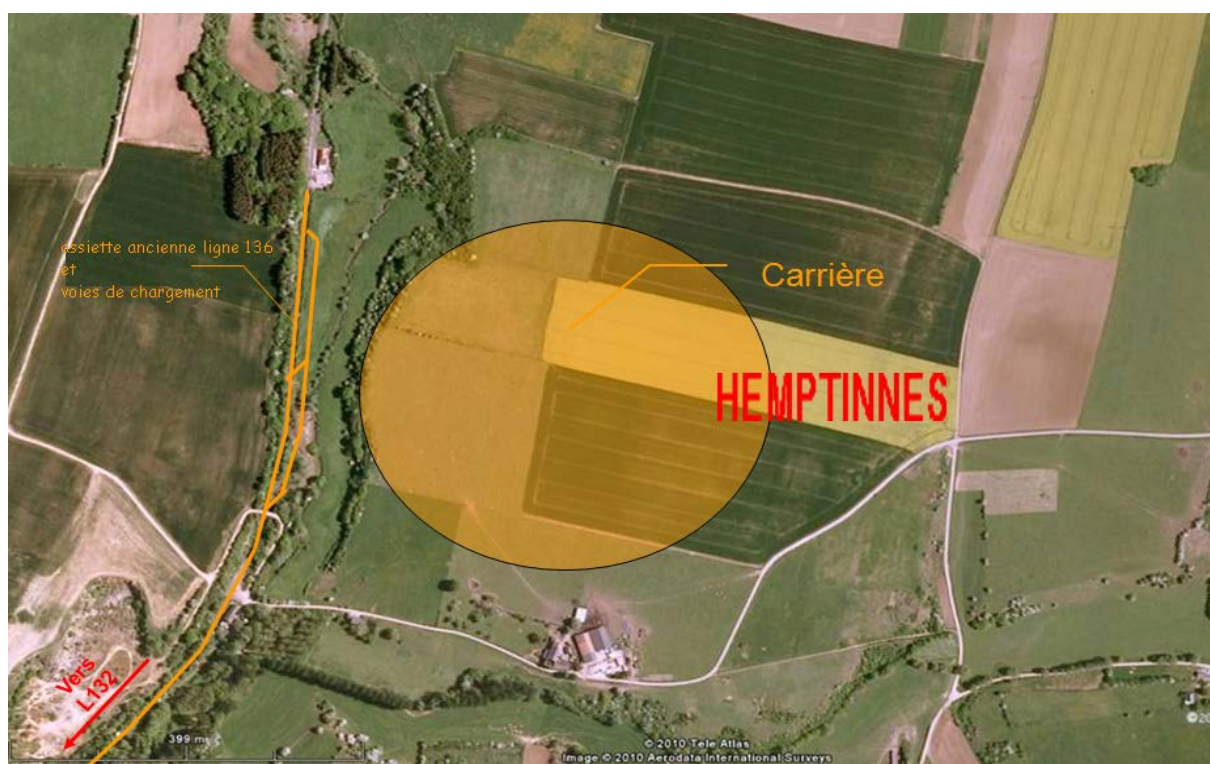 essiette ancienne ligne 136
et
voies de chargement
Carrière
HEMPTINNES
Vers
L132
399 m
© 2010 Tele Atlas
Image © 2010 Aerodata International Surveys